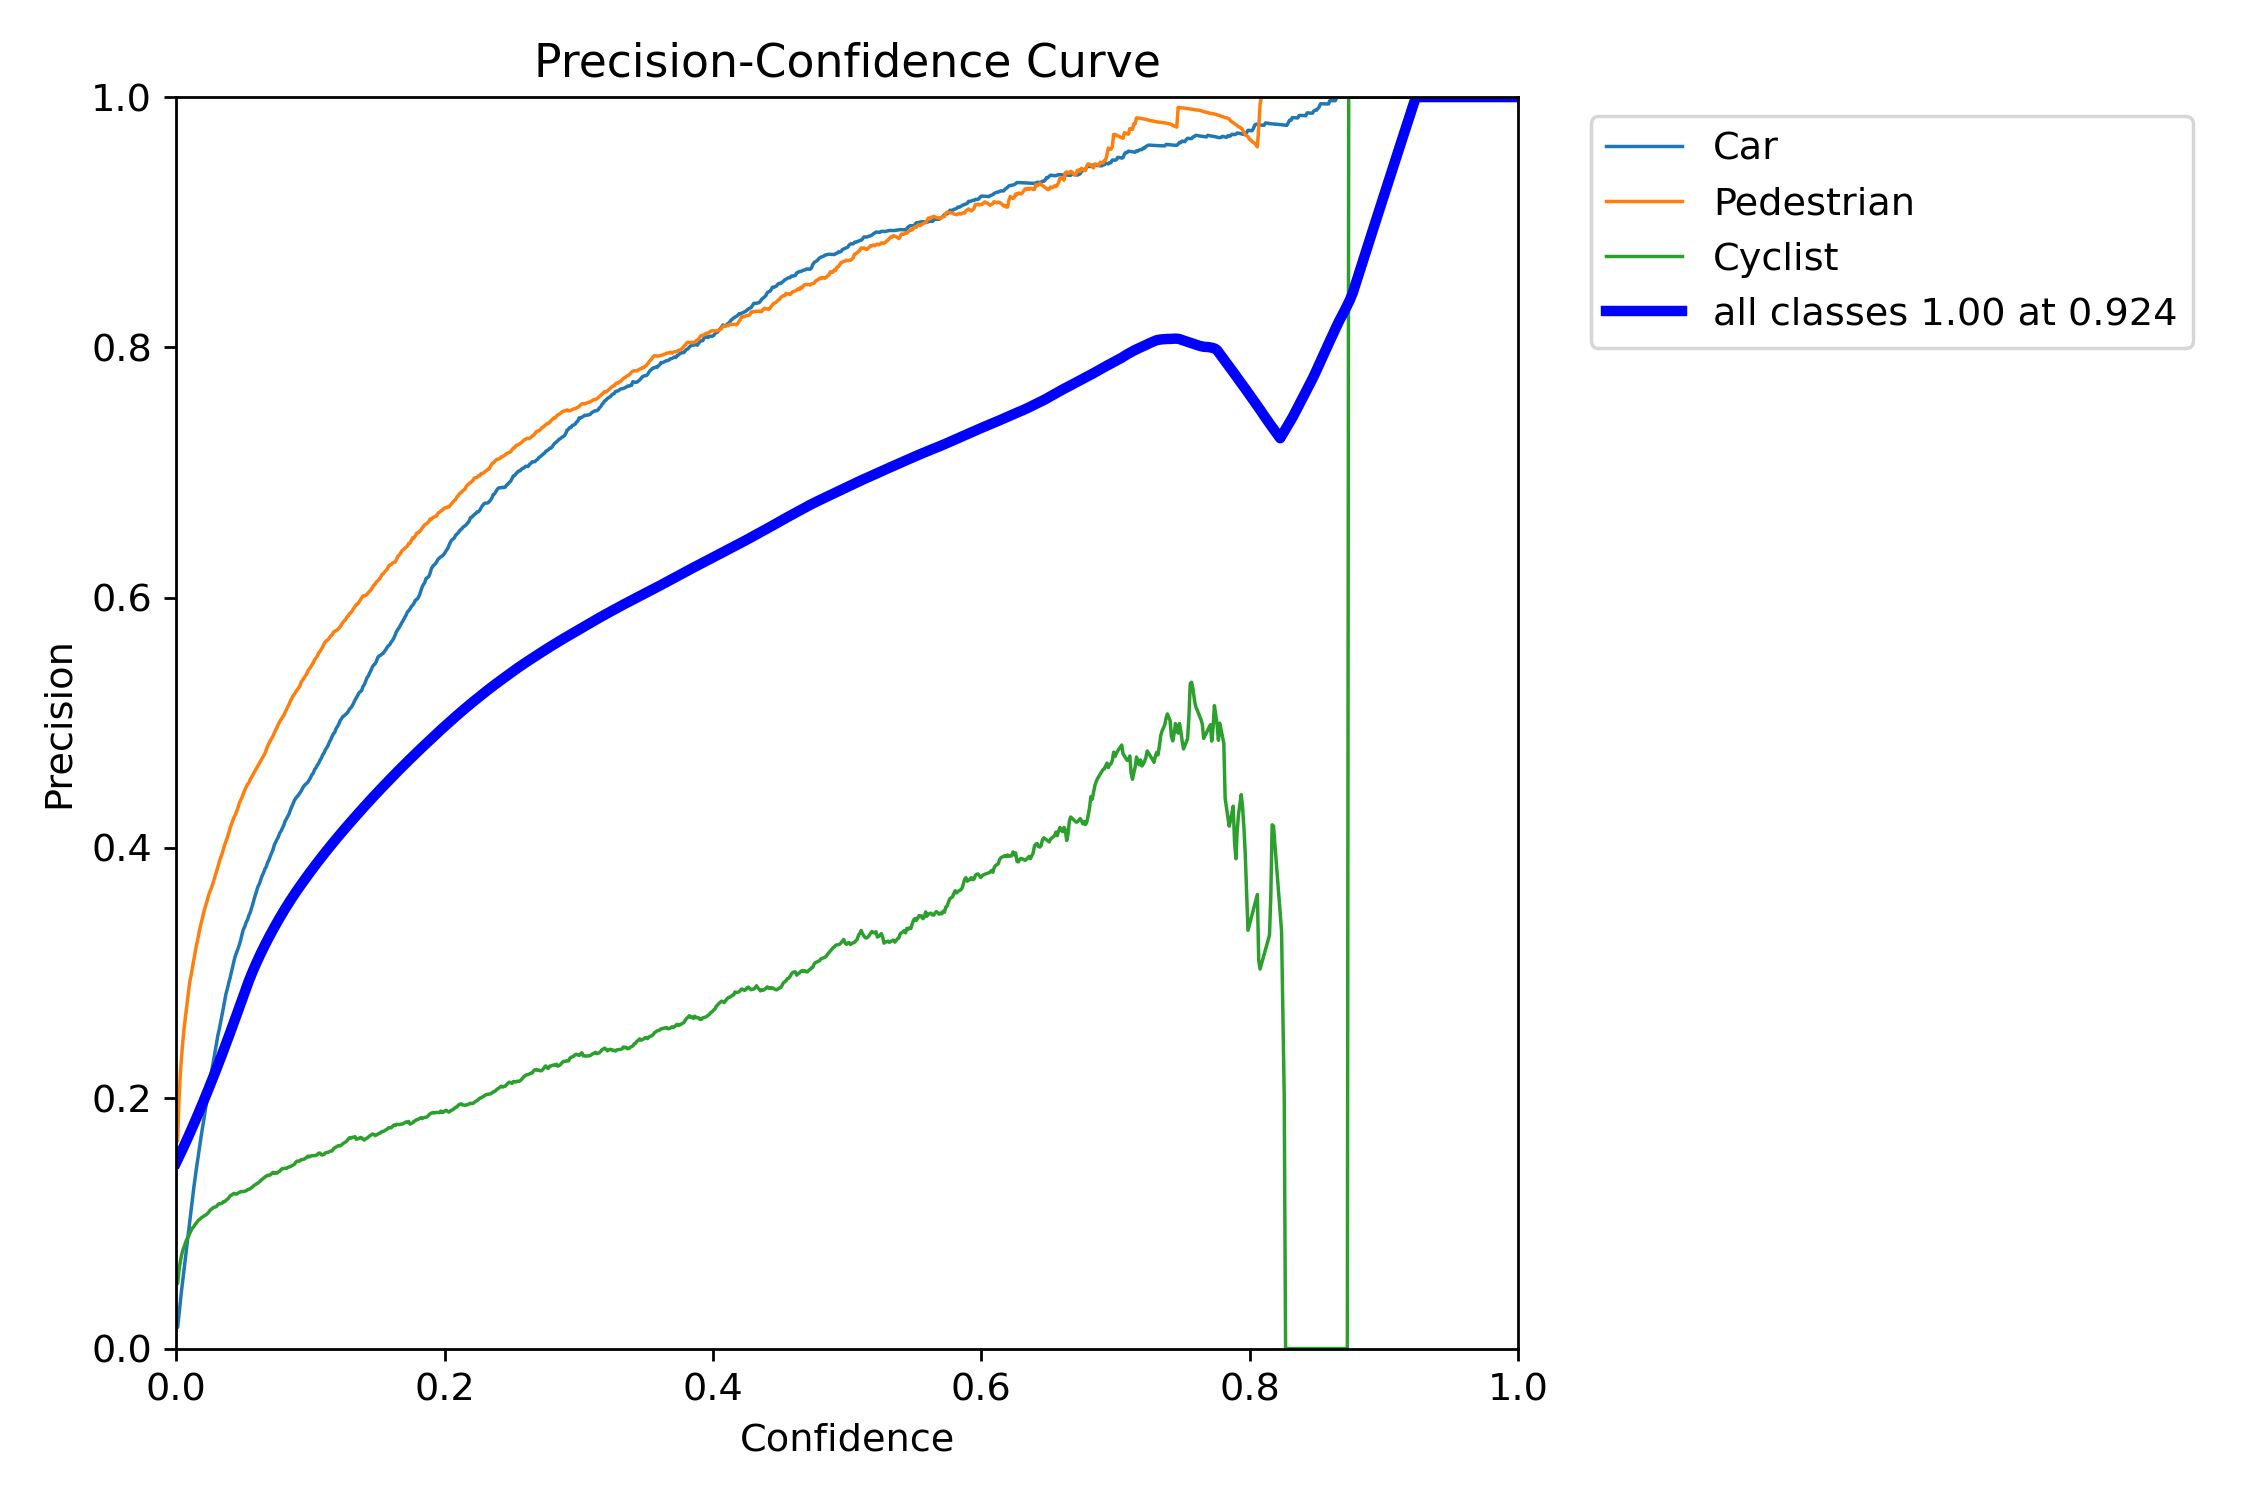 Precision-Confidence Curve
1.0
0.8
0.6
0.4
0.2
0.0
Precision
0.0 0.2 0.4 0.6 0.8 1.0
Confidence
Car
Pedestrian
Cyclist
all classes 1.00 at 0.924